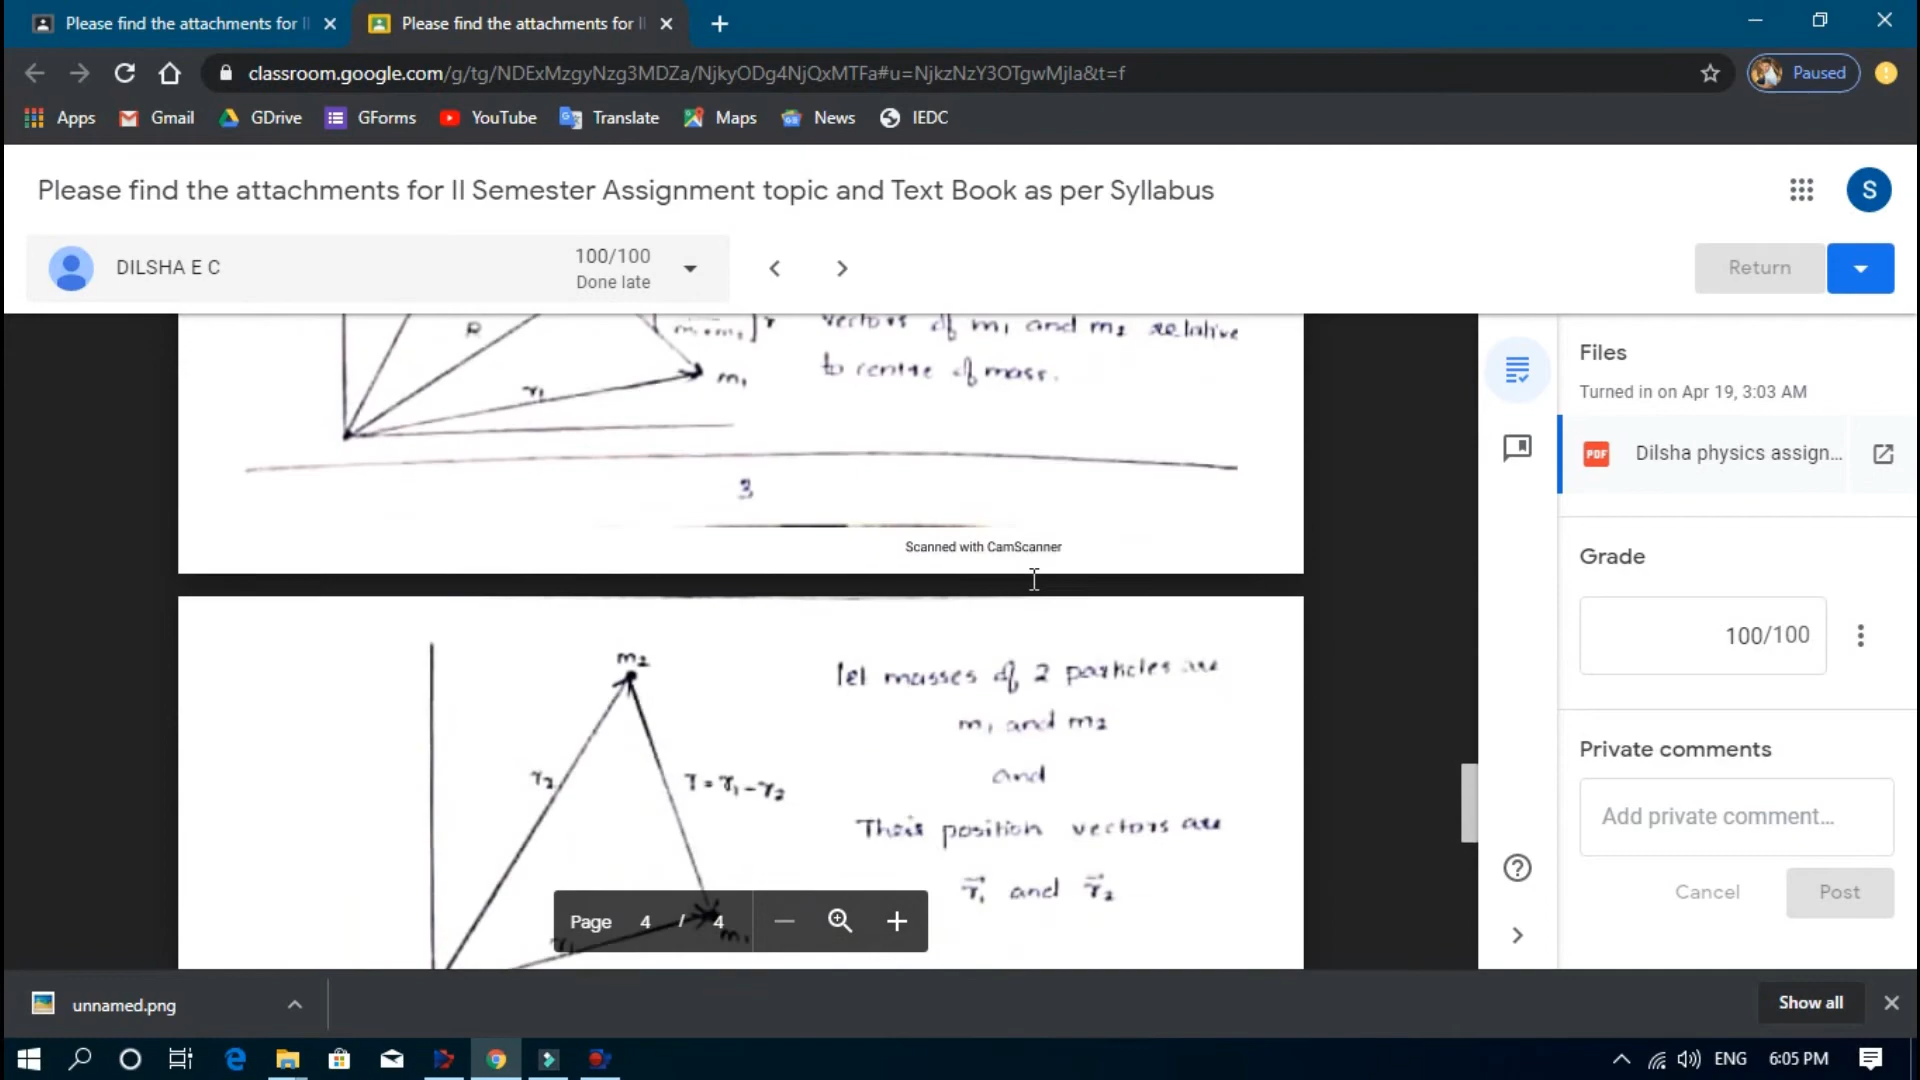 Please find the attachments for II
Please find the attachments for II
classroom.google.com/g/tg/NDExMzgyNzg3MDZa/NjkyODg4NjQxMTFa#u=NjkzNzY3OTgwMjIa&t=f
Paused
Apps
Gmail
GDrive
GForms
YouTube
Translate
Maps
News
IEDC
Please find the attachments for II Semester Assignment topic and Text Book as per Syllabus
S
DILSHA E C
100/100
Done late
Return
R
vectors of m1 and m2 relative
to centre of mass.
r1
m1
3
Scanned with CamScanner
m2
r2
r = r1 - r2
let masses of 2 particles are
m1 and m2
and
Their position vectors are
r⃗1 and r⃗2
m1
Page 4 / 4
Files
Turned in on Apr 19, 3:03 AM
PDF
Dilsha physics assign...
Grade
100/100
Private comments
Add private comment...
Cancel
Post
unnamed.png
Show all
ENG
6:05 PM